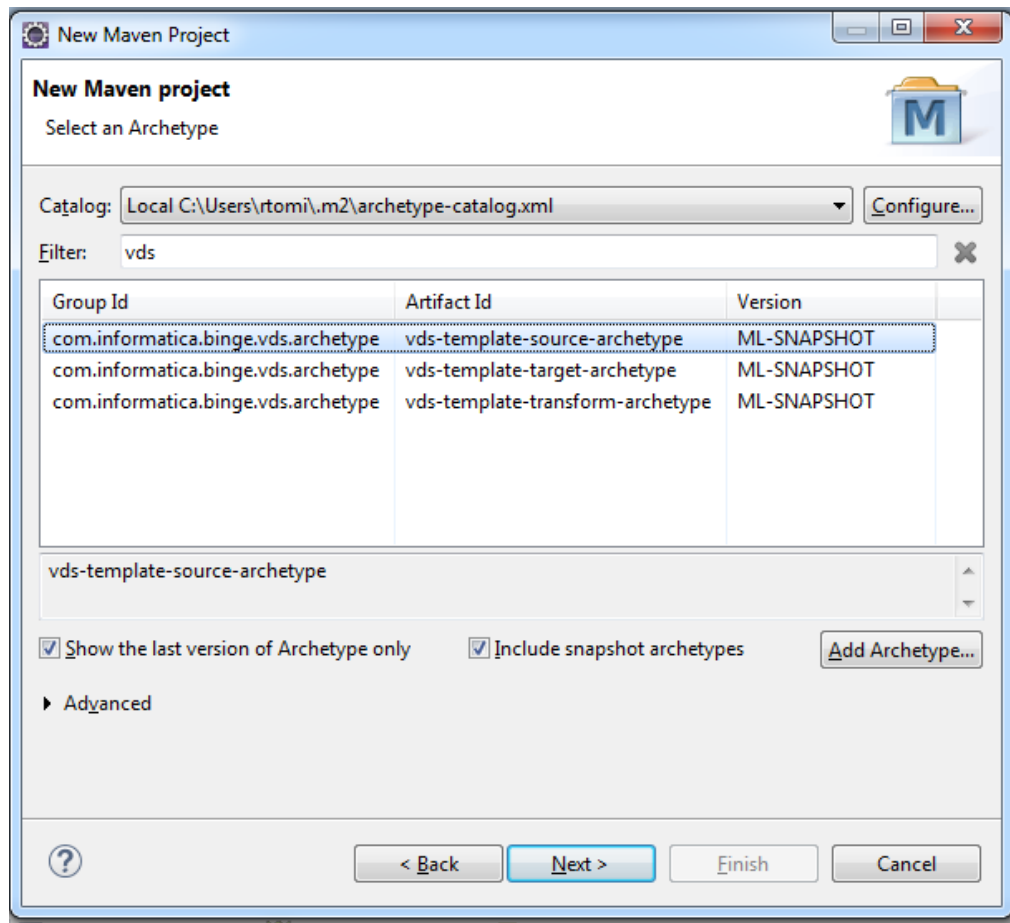 New Maven Project
New Maven project
Select an Archetype
M
Catalog: Local C:\Users\rtomi\.m2\archetype-catalog.xml Configure...
Filter: vds
Group Id Artifact Id Version
com.informatica.binge.vds.archetype vds-template-source-archetype ML-SNAPSHOT
com.informatica.binge.vds.archetype vds-template-target-archetype ML-SNAPSHOT
com.informatica.binge.vds.archetype vds-template-transform-archetype ML-SNAPSHOT
vds-template-source-archetype
Show the last version of Archetype only Include snapshot archetypes Add Archetype...
Advanced
? < Back Next > Finish Cancel